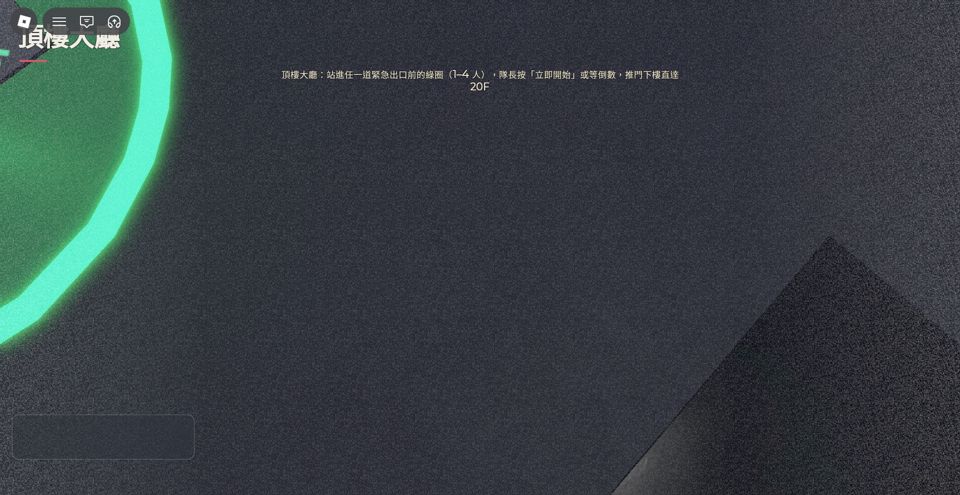 頂樓大廳
頂樓大廳：站進任一道緊急出口前的綠圈（1–4 人），隊長按「立即開始」或等倒數，推門下樓直達
20F